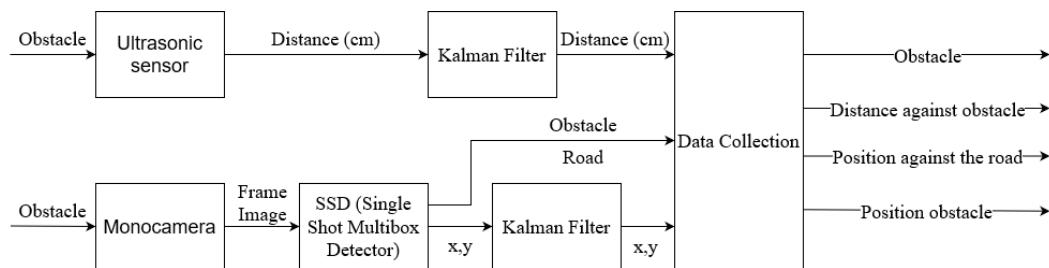 Obstacle
Ultrasonic
sensor
Distance (cm)
Kalman Filter
Distance (cm)
Obstacle
Road
Data Collection
Obstacle
Distance against obstacle
Position against the road
Position obstacle
Obstacle
Monocamera
Frame
Image
SSD (Single
Shot Multibox
Detector)
x,y
Kalman Filter
x,y